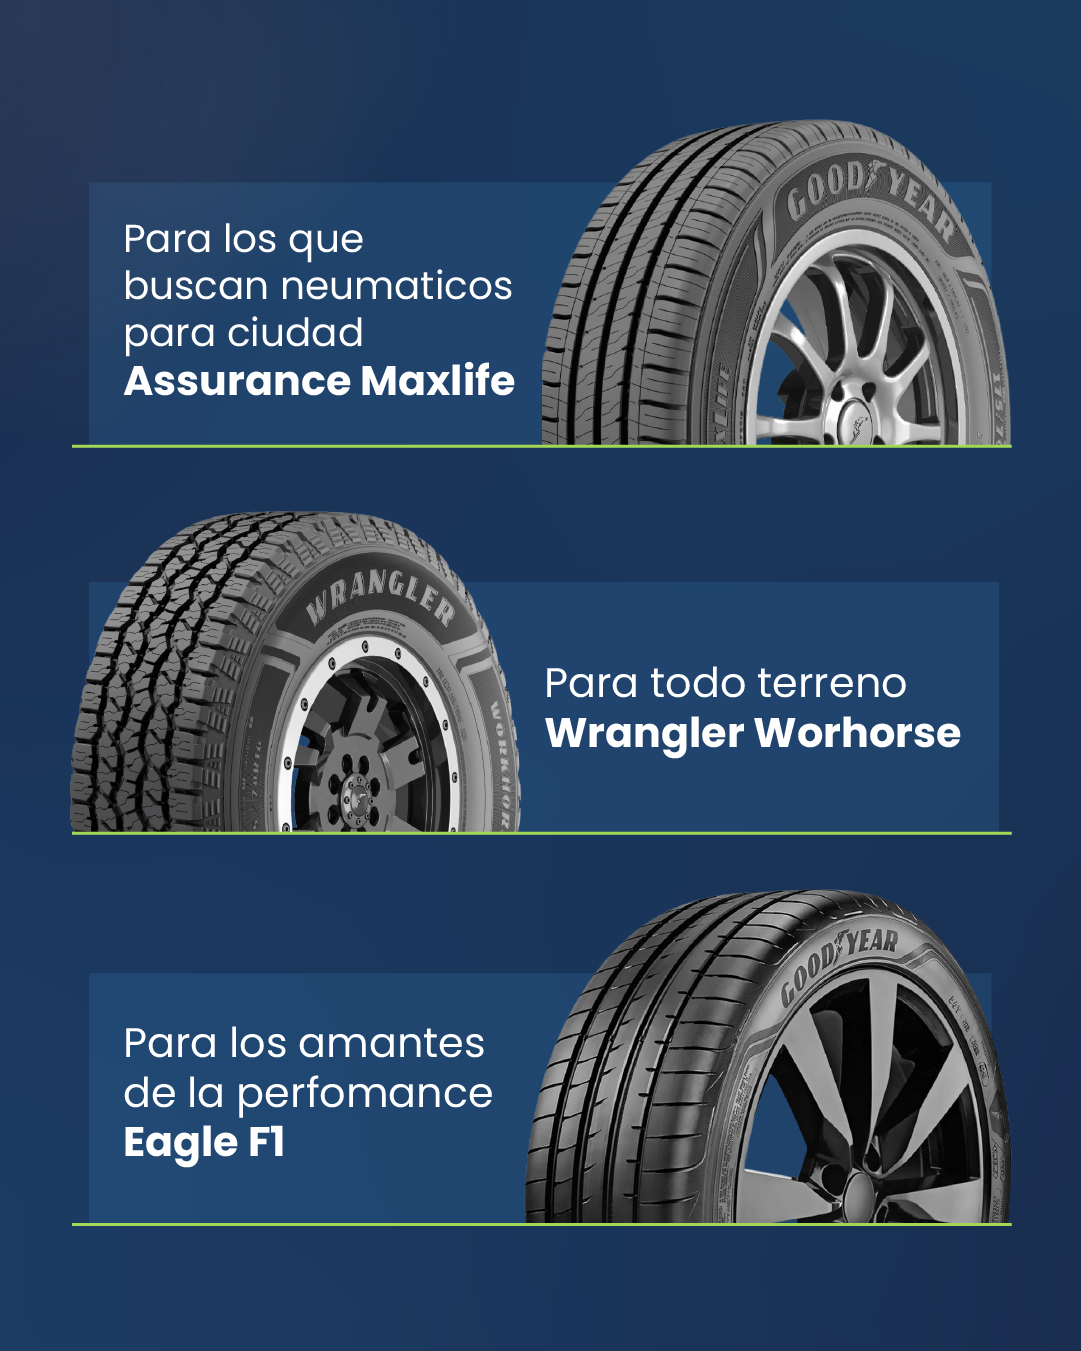 Para los que
buscan neumaticos
para ciudad
Assurance Maxlife
GOODYEAR
WRANGLER
WORKHOR
Para todo terreno
Wrangler Worhorse
Para los amantes
de la perfomance
Eagle F1
GOODYEAR